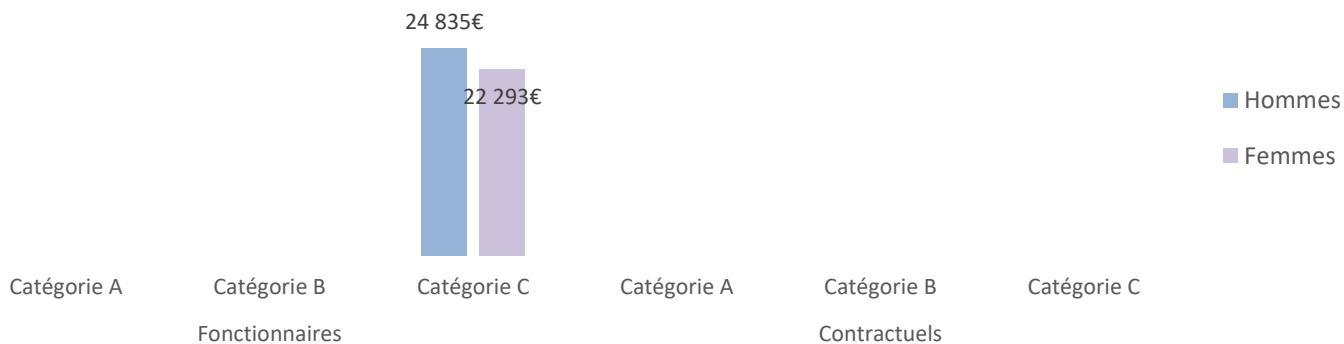 24 835€
22 293€
Hommes
Femmes
Catégorie A Catégorie B Catégorie C Catégorie A Catégorie B Catégorie C
Fonctionnaires Contractuels